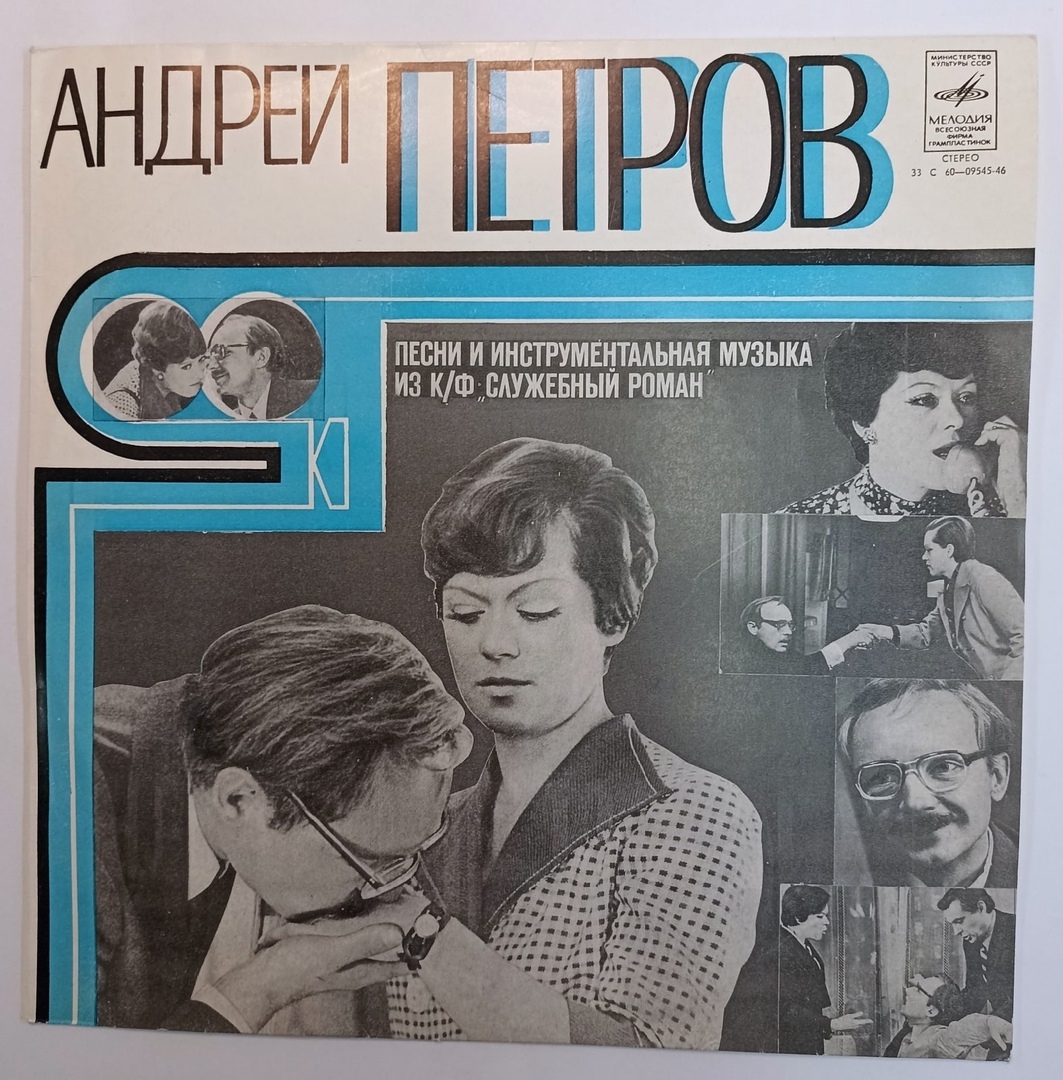 АНДРЕЙ ПЕТРОВ
МИНИСТЕРСТВО
КУЛЬТУРЫ СССР
МЕЛОДИЯ
ВСЕСОЮЗНАЯ
ФИРМА
ГРАМПЛАСТИНОК
СТЕРЕО
33 С 60—09545-46
ПЕСНИ И ИНСТРУМЕНТАЛЬНАЯ МУЗЫКА
ИЗ К/Ф „СЛУЖЕБНЫЙ РОМАН"